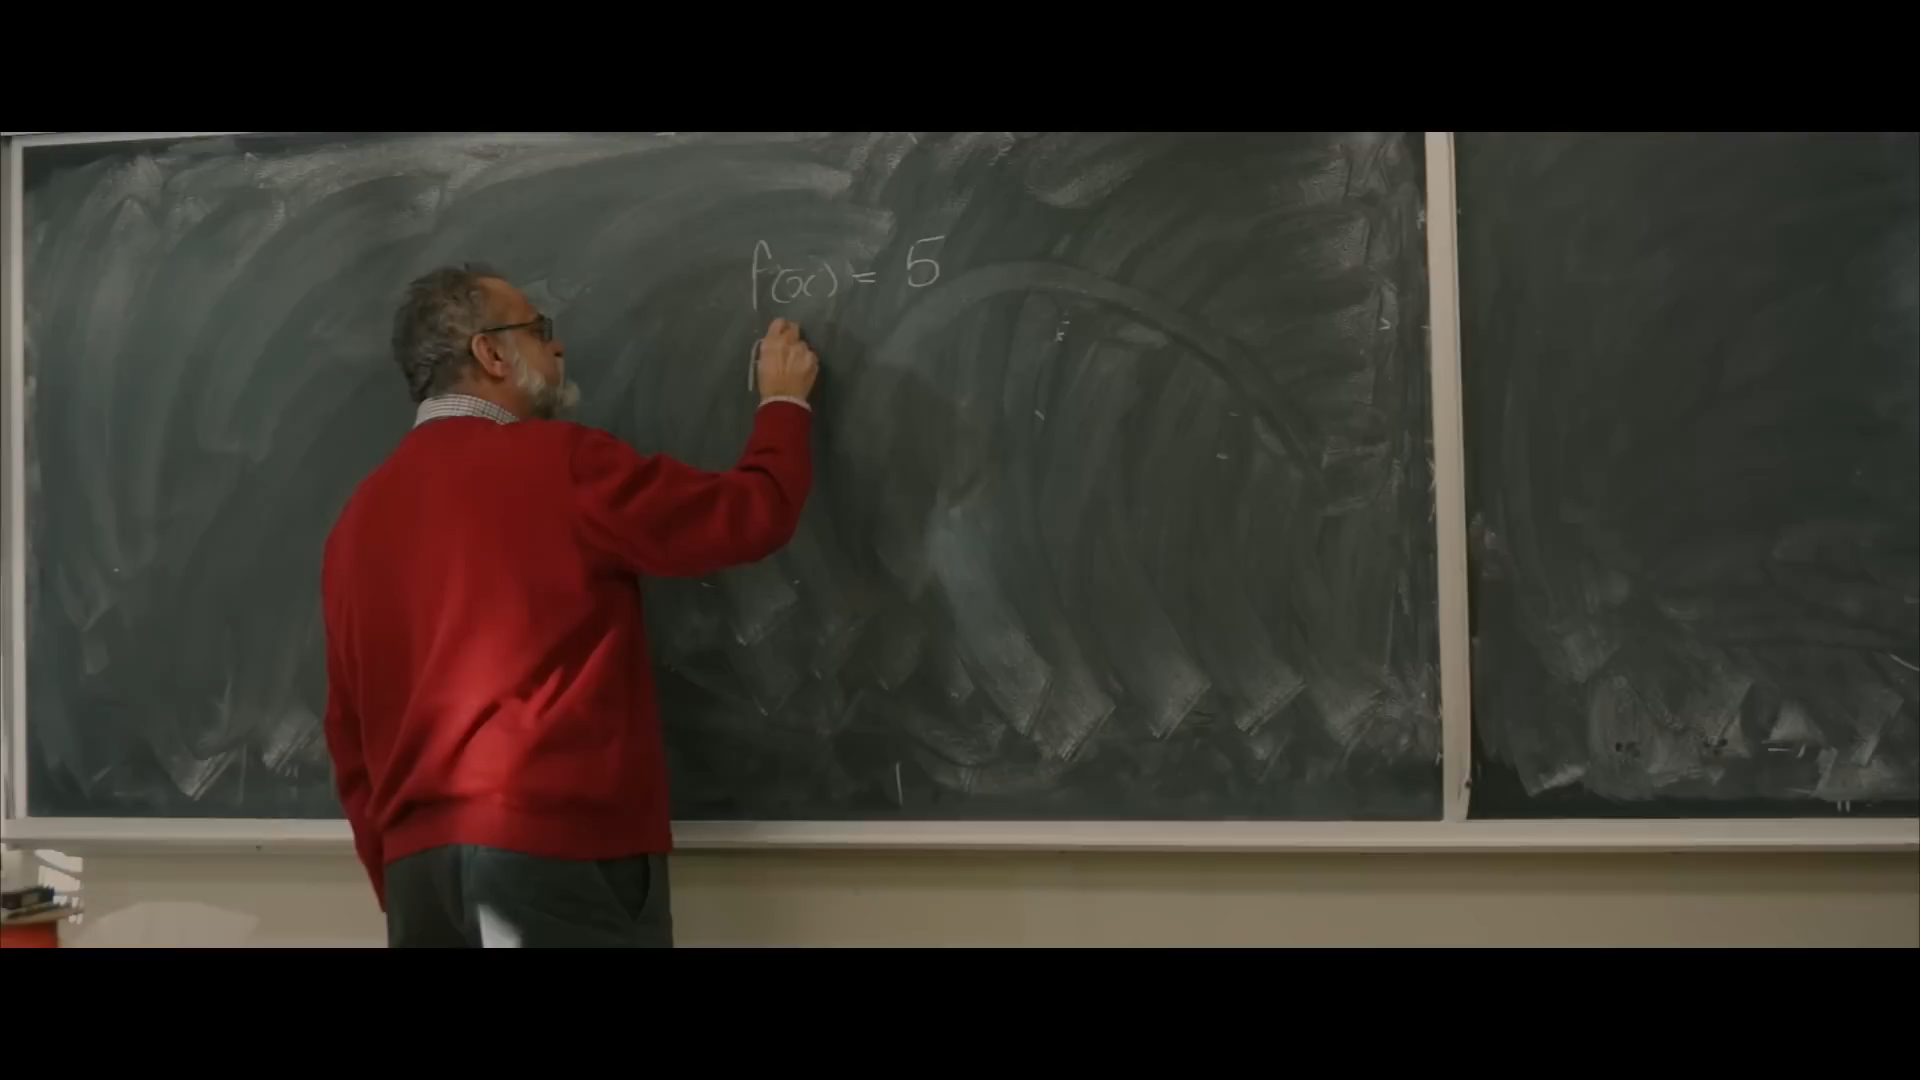 f(x) = 5